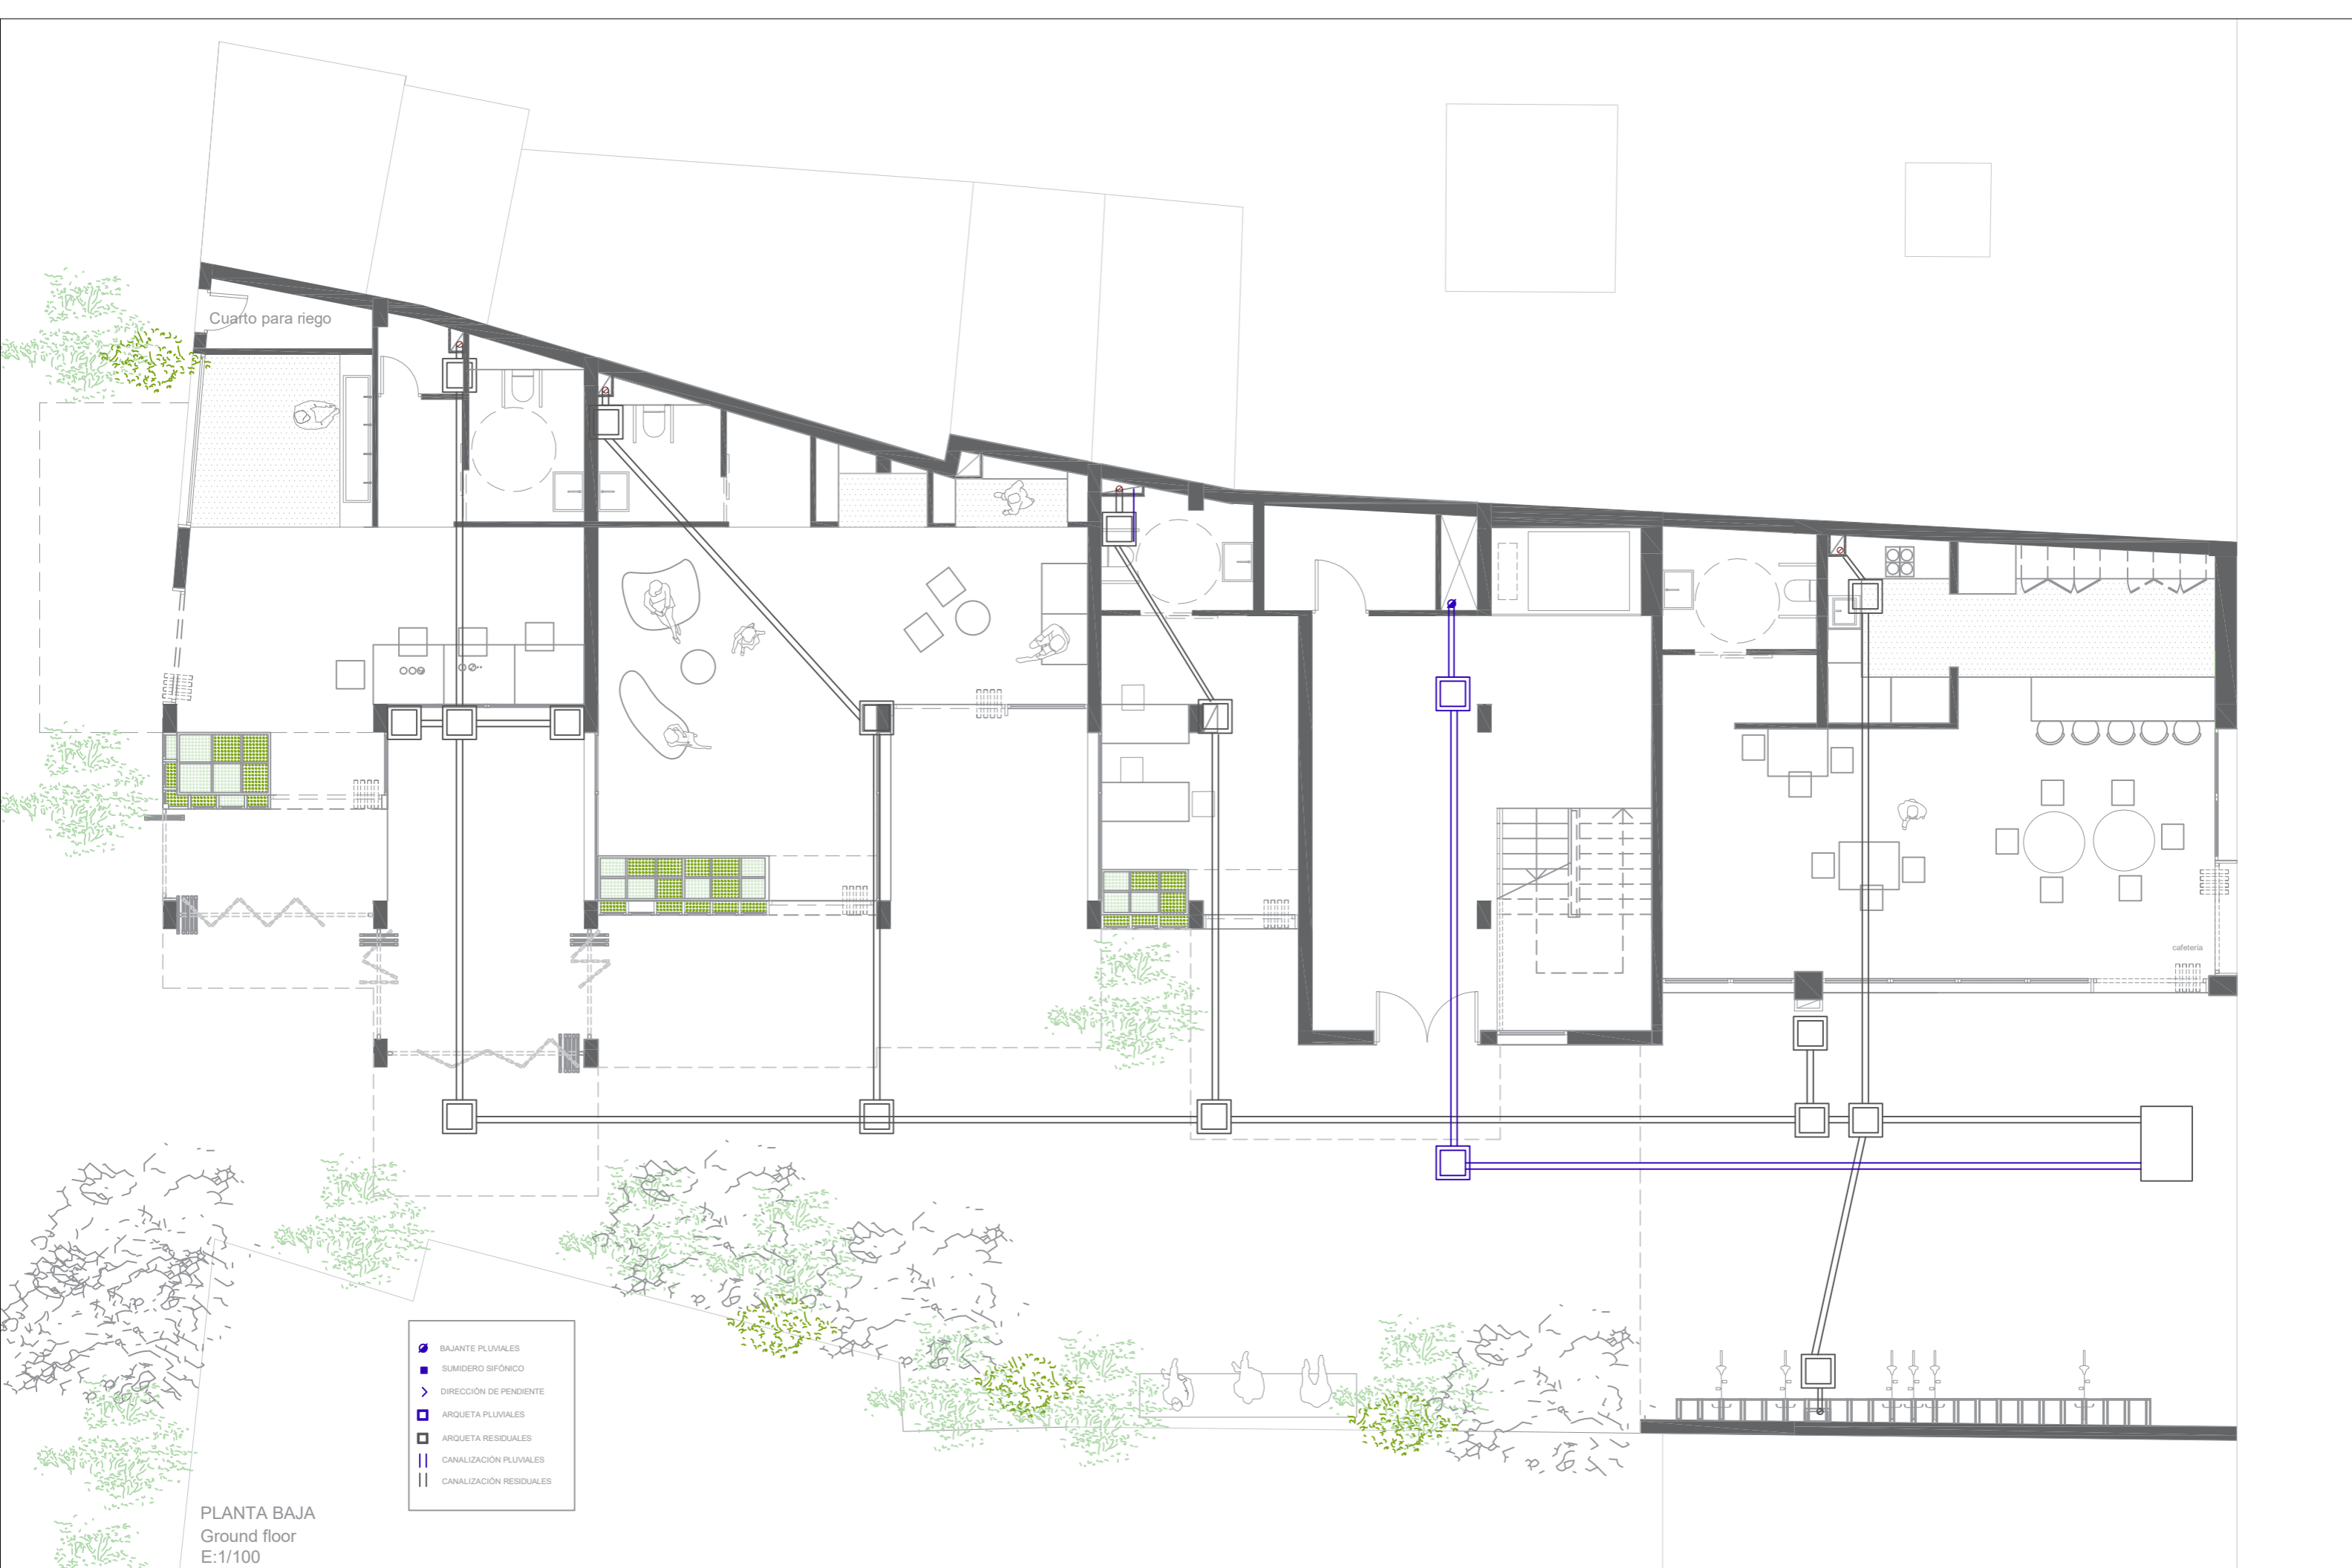 Cuarto para riego
cafetería
BAJANTE PLUVIALES
SUMIDERO SIFÓNICO
DIRECCIÓN DE PENDIENTE
ARQUETA PLUVIALES
ARQUETA RESIDUALES
CANALIZACIÓN PLUVIALES
CANALIZACIÓN RESIDUALES
PLANTA BAJA
Ground floor
E:1/100